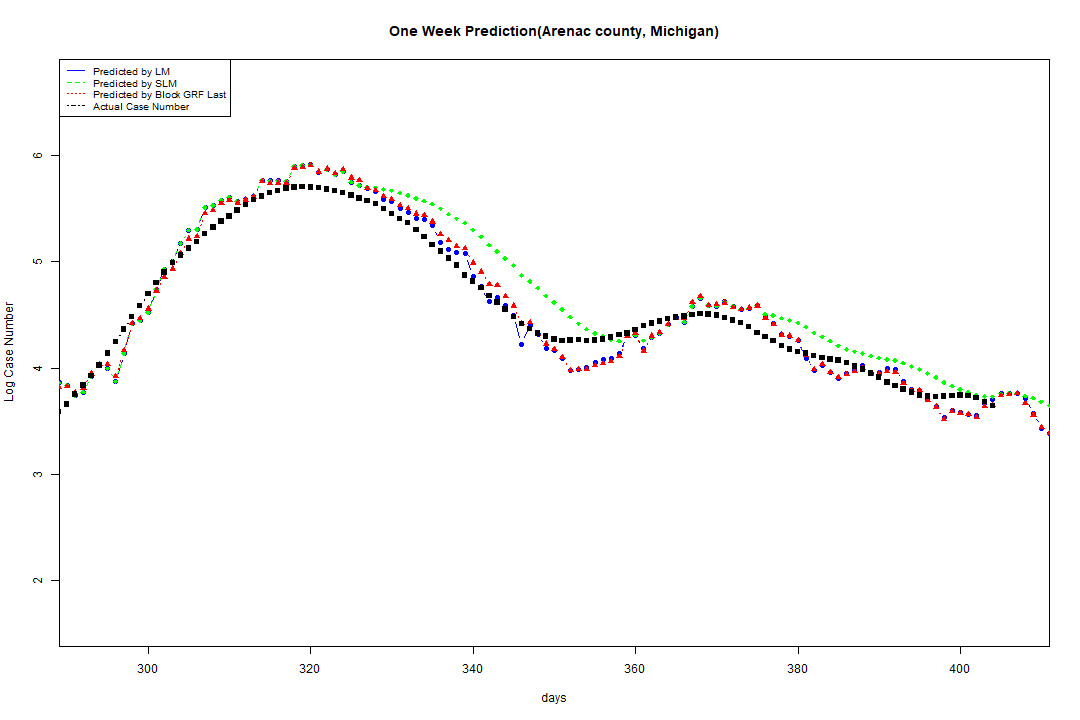 One Week Prediction(Arenac county, Michigan)
Predicted by LM
Predicted by SLM
Predicted by Block GRF Last
Actual Case Number
6
5
4
3
2
Log Case Number
300 320 340 360 380 400
days